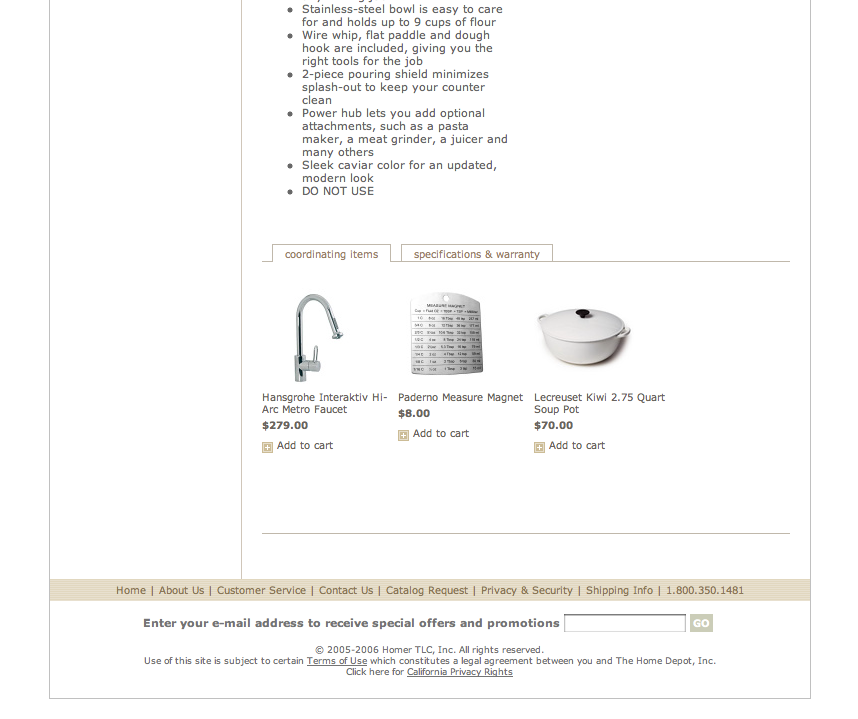 Stainless-steel bowl is easy to care
for and holds up to 9 cups of flour
Wire whip, flat paddle and dough
hook are included, giving you the
right tools for the job
2-piece pouring shield minimizes
splash-out to keep your counter
clean
Power hub lets you add optional
attachments, such as a pasta
maker, a meat grinder, a juicer and
many others
Sleek caviar color for an updated,
modern look
DO NOT USE
coordinating items
specifications & warranty
MEASURE MAGNET
Hansgrohe Interaktiv Hi-
Arc Metro Faucet
$279.00
Add to cart
Paderno Measure Magnet
$8.00
Add to cart
Lecreuset Kiwi 2.75 Quart
Soup Pot
$70.00
Add to cart
Home | About Us | Customer Service | Contact Us | Catalog Request | Privacy & Security | Shipping Info | 1.800.350.1481
Enter your e-mail address to receive special offers and promotions GO
© 2005-2006 Homer TLC, Inc. All rights reserved.
Use of this site is subject to certain Terms of Use which constitutes a legal agreement between you and The Home Depot, Inc.
Click here for California Privacy Rights